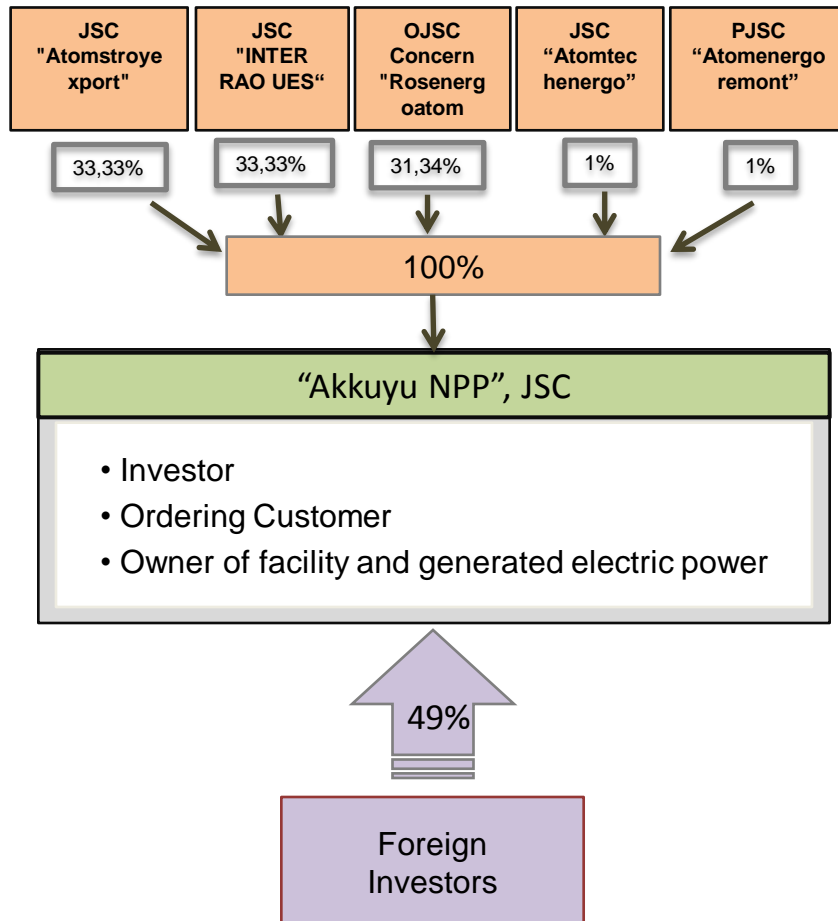 JSC
"Atomstroye
xport"
JSC
"INTER
RAO UES“
OJSC
Concern
"Rosenerg
oatom
JSC
“Atomtec
henergo”
PJSC
“Atomenergo
remont”
33,33%
33,33%
31,34%
1%
1%
100%
“Akkuyu NPP”, JSC
• Investor
• Ordering Customer
• Owner of facility and generated electric power
49%
Foreign
Investors